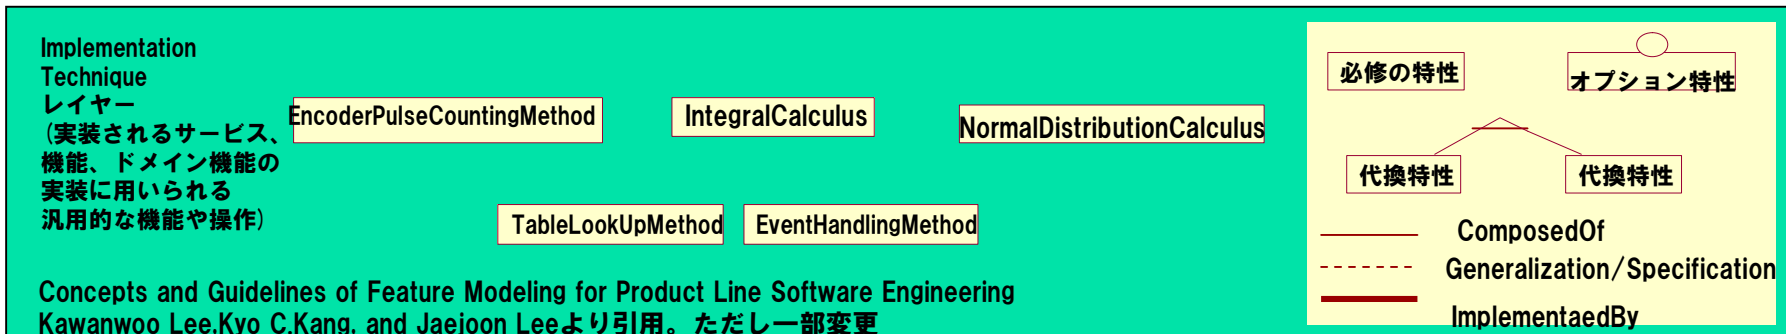 Implementation
Technique
レイヤー
(実装されるサービス、
機能、ドメイン機能の
実装に用いられる
汎用的な機能や操作)
EncoderPulseCountingMethod
IntegralCalculus
NormalDistributionCalculus
TableLookUpMethod
EventHandlingMethod
Concepts and Guidelines of Feature Modeling for Product Line Software Engineering
Kawanwoo Lee,Kyo C,Kang, and Jaejoon Leeより引用。ただし一部変更
必修の特性
オプション特性
代換特性
代換特性
ComposedOf
Generalization/Specification
ImplementaedBy